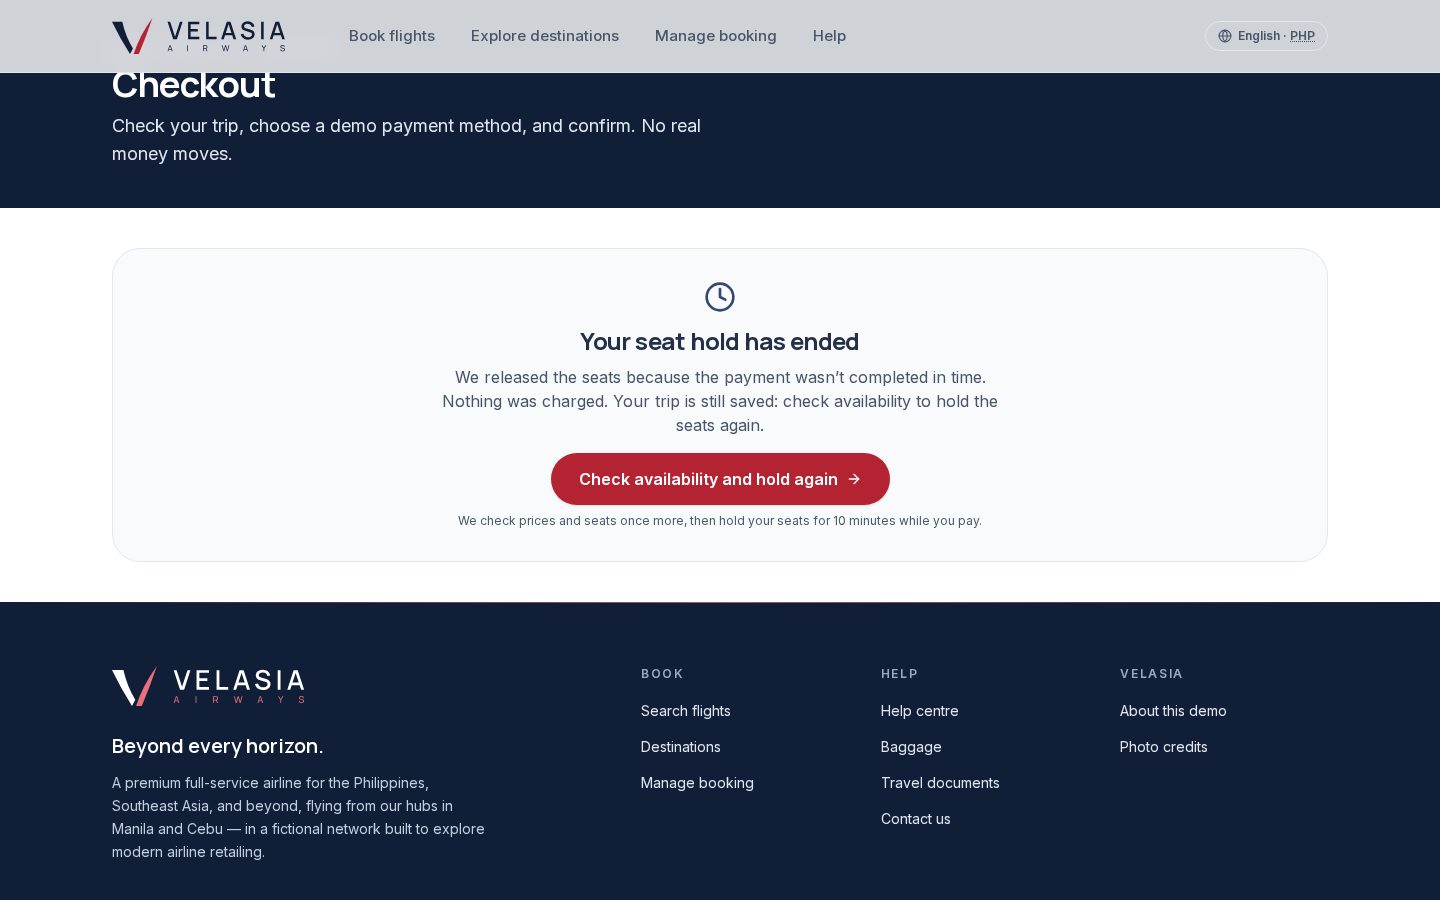 VELASIA
AIRWAYS
Book flights
Explore destinations
Manage booking
Help
English · PHP
Checkout
Check your trip, choose a demo payment method, and confirm. No real
money moves.
Your seat hold has ended
We released the seats because the payment wasn’t completed in time.
Nothing was charged. Your trip is still saved: check availability to hold the
seats again.
Check availability and hold again
We check prices and seats once more, then hold your seats for 10 minutes while you pay.
VELASIA
AIRWAYS
Beyond every horizon.
A premium full-service airline for the Philippines,
Southeast Asia, and beyond, flying from our hubs in
Manila and Cebu — in a fictional network built to explore
modern airline retailing.
BOOK
Search flights
Destinations
Manage booking
HELP
Help centre
Baggage
Travel documents
Contact us
VELASIA
About this demo
Photo credits